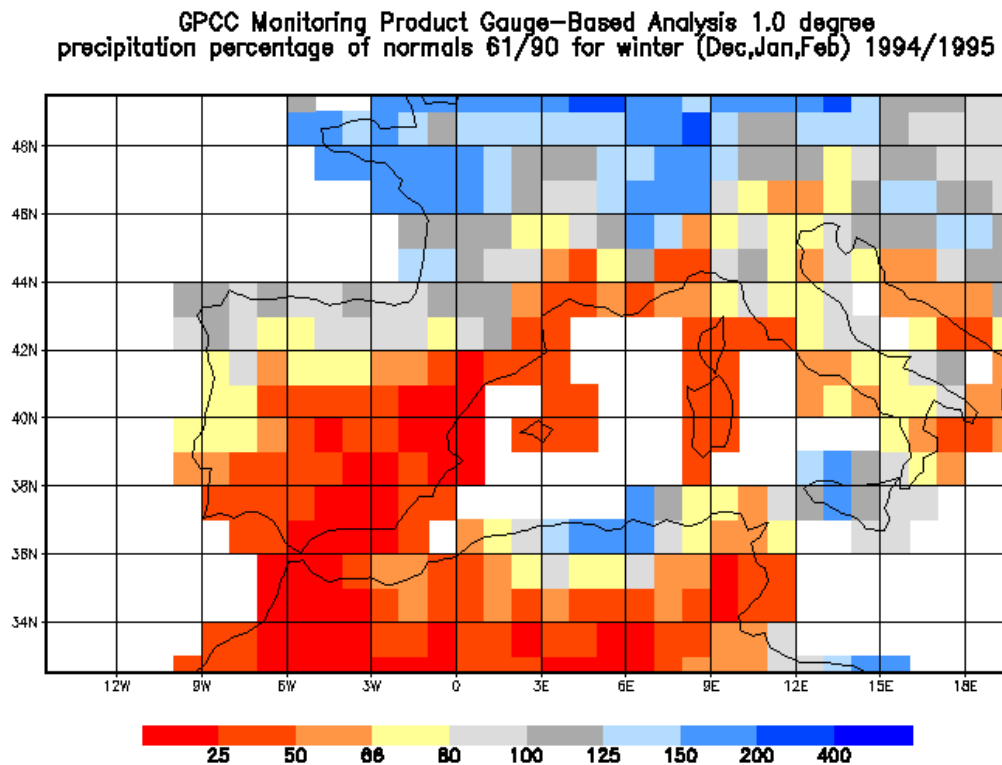 GPCC Monitoring Product Gauge-Based Analysis 1.0 degree
precipitation percentage of normals 61/90 for winter (Dec,Jan,Feb) 1994/1995
48N
46N
44N
42N
40N
38N
36N
34N
12W 9W 6W 3W 0 3E 6E 9E 12E 15E 18E
25 50 66 80 100 125 150 200 400